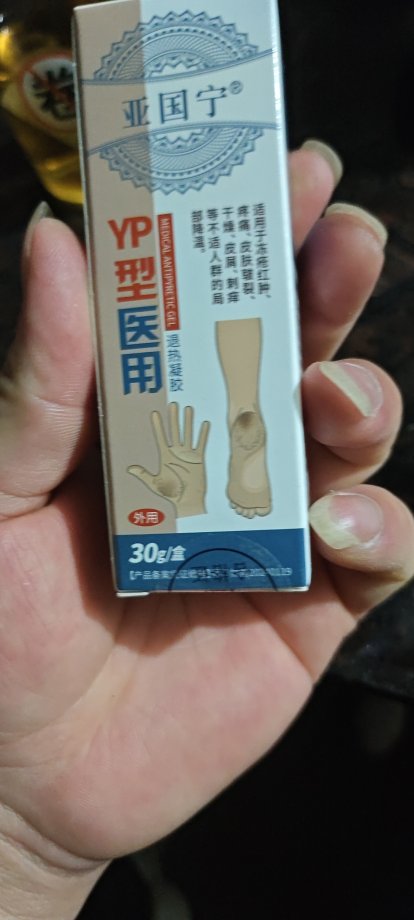 亚国宁®
YP型医用
MEDICAL ANTIPYRETIC GEL
退热凝胶
适用于冻疮红肿、
疼痛、皮肤皲裂、
干燥、皮屑、刺痒
等不适人群的局
部降温。
外用
30g/盒